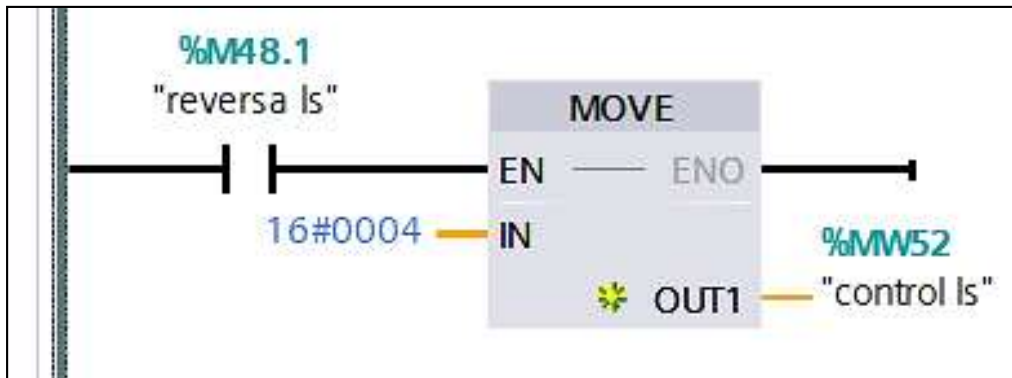 %M48.1
"reversa ls"
MOVE
EN ENO
16#0004 IN
%MW52
OUT1 "control ls"